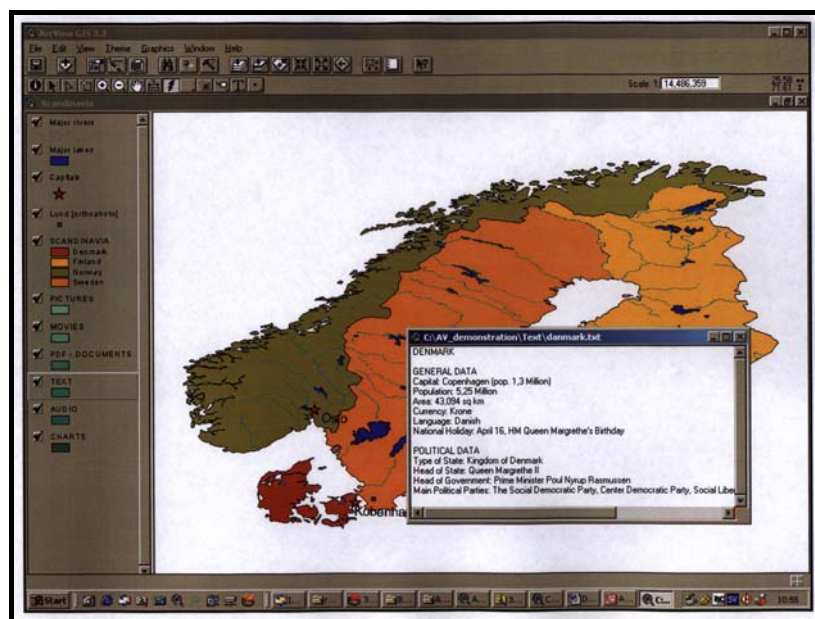 ArcView GIS 3.2
File Edit View Theme Graphics Window Help
Scale 1: 14,486,359
25.58
71.61
Scandinavia
Major rivers
Major lakes
Capitals
Lund (orthophoto)
SCANDINAVIA
Denmark
Finland
Norway
Sweden
PICTURES
MOVIES
PDF - DOCUMENTS
TEXT
AUDIO
CHARTS
Oslo
Kobenha
C:\AV_demonstration\Text\danmark.txt
DENMARK
GENERAL DATA
Capital: Copenhagen (pop. 1,3 Million)
Population: 5,25 Million
Area: 43,094 sq km
Currency: Krone
Language: Danish
National Holiday: April 16, HM Queen Margrethe's Birthday
POLITICAL DATA
Type of State: Kingdom of Denmark
Head of State: Queen Margrethe II
Head of Government: Prime Minister Poul Nyrup Rasmussen
Main Political Parties: The Social Democratic Party, Center Democratic Party, Social Liber
Start
10:55